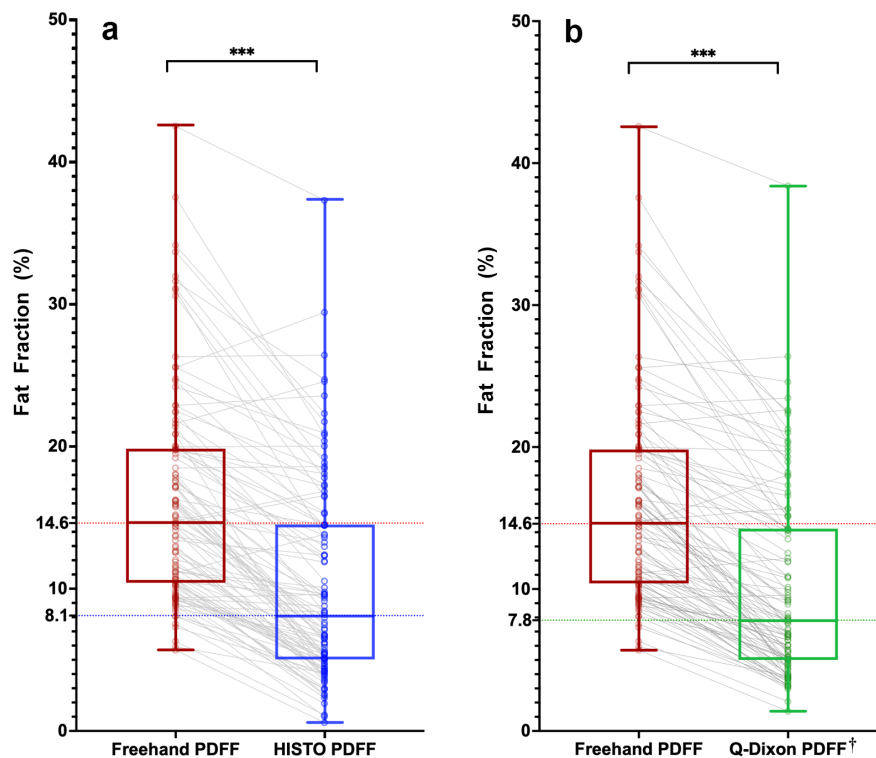 a
***
50
40
30
20
14.6
10
8.1
0
Fat Fraction (%)
Freehand PDFF
HISTO PDFF
b
***
50
40
30
20
14.6
10
7.8
0
Fat Fraction (%)
Freehand PDFF
Q-Dixon PDFF†